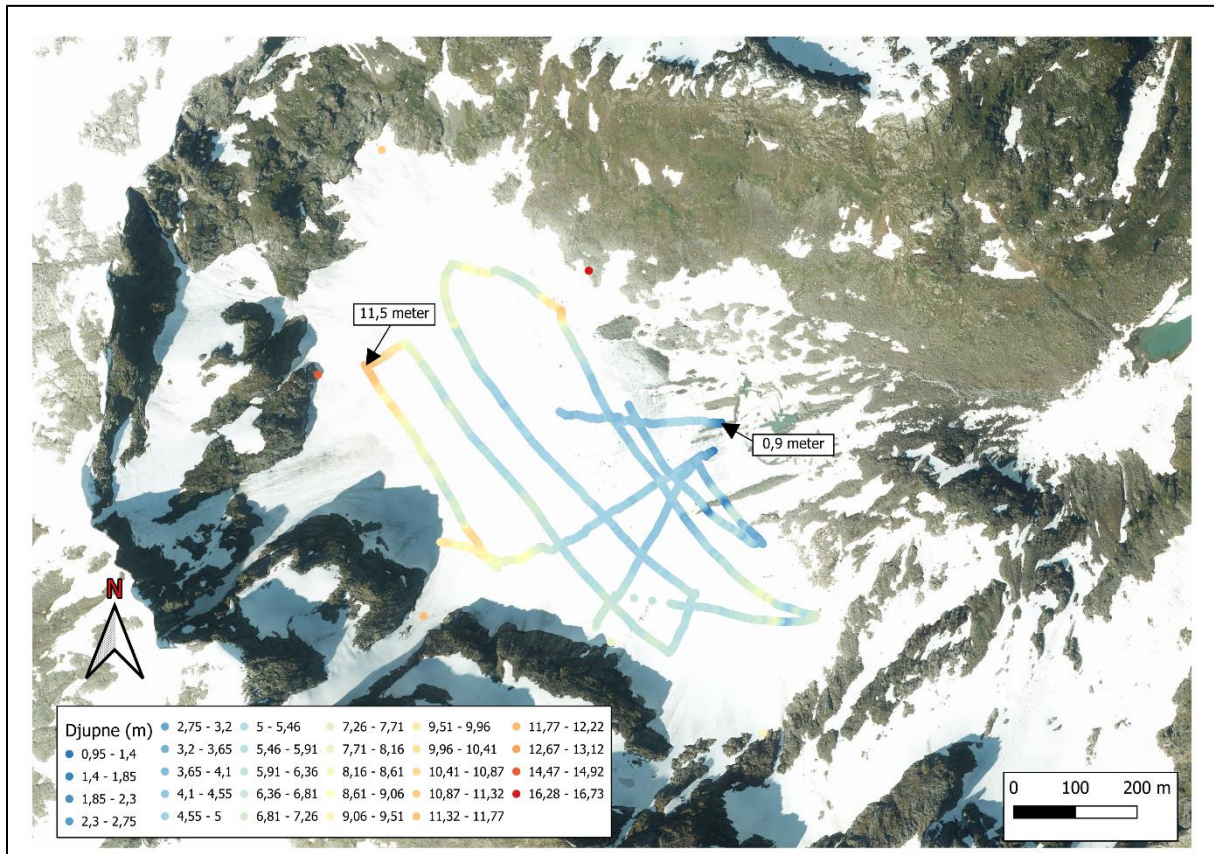 11,5 meter
0,9 meter
N
Djupne (m)
0,95 - 1,4
1,4 - 1,85
1,85 - 2,3
2,3 - 2,75
2,75 - 3,2
3,2 - 3,65
3,65 - 4,1
4,1 - 4,55
4,55 - 5
5 - 5,46
5,46 - 5,91
5,91 - 6,36
6,36 - 6,81
6,81 - 7,26
7,26 - 7,71
7,71 - 8,16
8,16 - 8,61
8,61 - 9,06
9,06 - 9,51
9,51 - 9,96
9,96 - 10,41
10,41 - 10,87
10,87 - 11,32
11,32 - 11,77
11,77 - 12,22
12,67 - 13,12
14,47 - 14,92
16,28 - 16,73
0 100 200 m